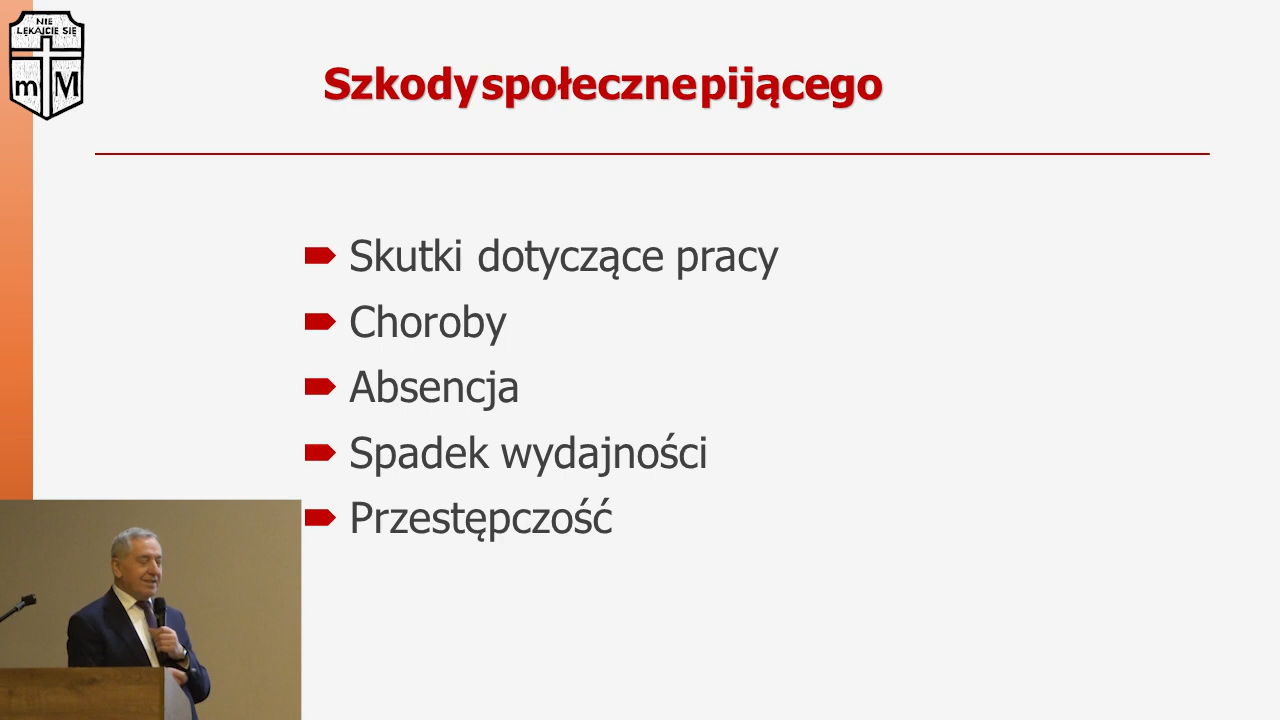 NIE
LĘKAJCIE SIĘ
m M
Szkody społeczne pijącego
Skutki dotyczące pracy
Choroby
Absencja
Spadek wydajności
Przestępczość